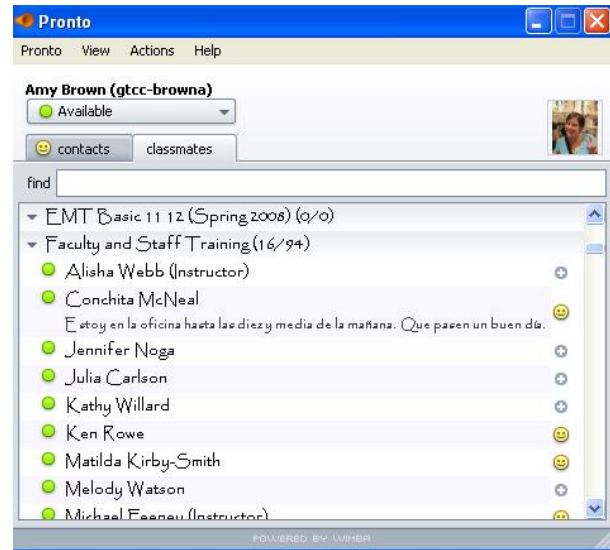 Pronto
Pronto View Actions Help
Amy Brown (gtcc-browna)
Available
contacts classmates
find
EMT Basic 11 12 (Spring 2008) (0/0)
Faculty and Staff Training (16/94)
Alisha Webb (Instructor)
Conchita McNeal
Estoy en la oficina hasta las diez y media de la mañana. Que pasen un buen día.
Jennifer Noga
Julia Carlson
Kathy Willard
Ken Rowe
Matilda Kirby-Smith
Melody Watson
Michael Feeney (Instructor)
POWERED BY WIMBA